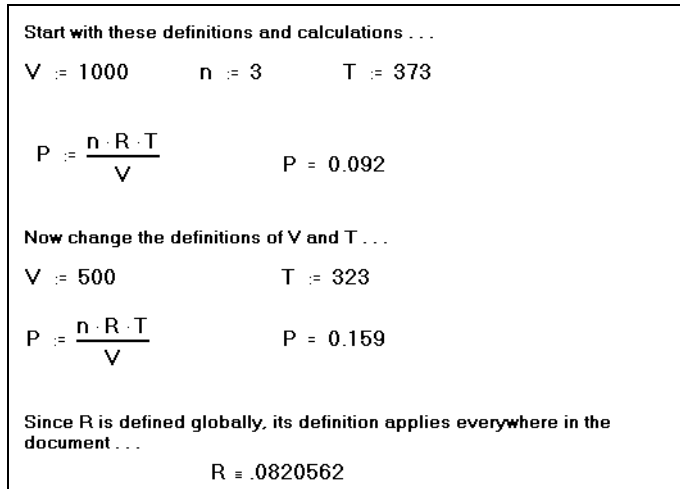 Start with these definitions and calculations . . .
V := 1000 n := 3 T := 373
P := n · R · T / V P = 0.092
Now change the definitions of V and T . . .
V := 500 T := 323
P := n · R · T / V P = 0.159
Since R is defined globally, its definition applies everywhere in the
document . . .
R ≡ .0820562